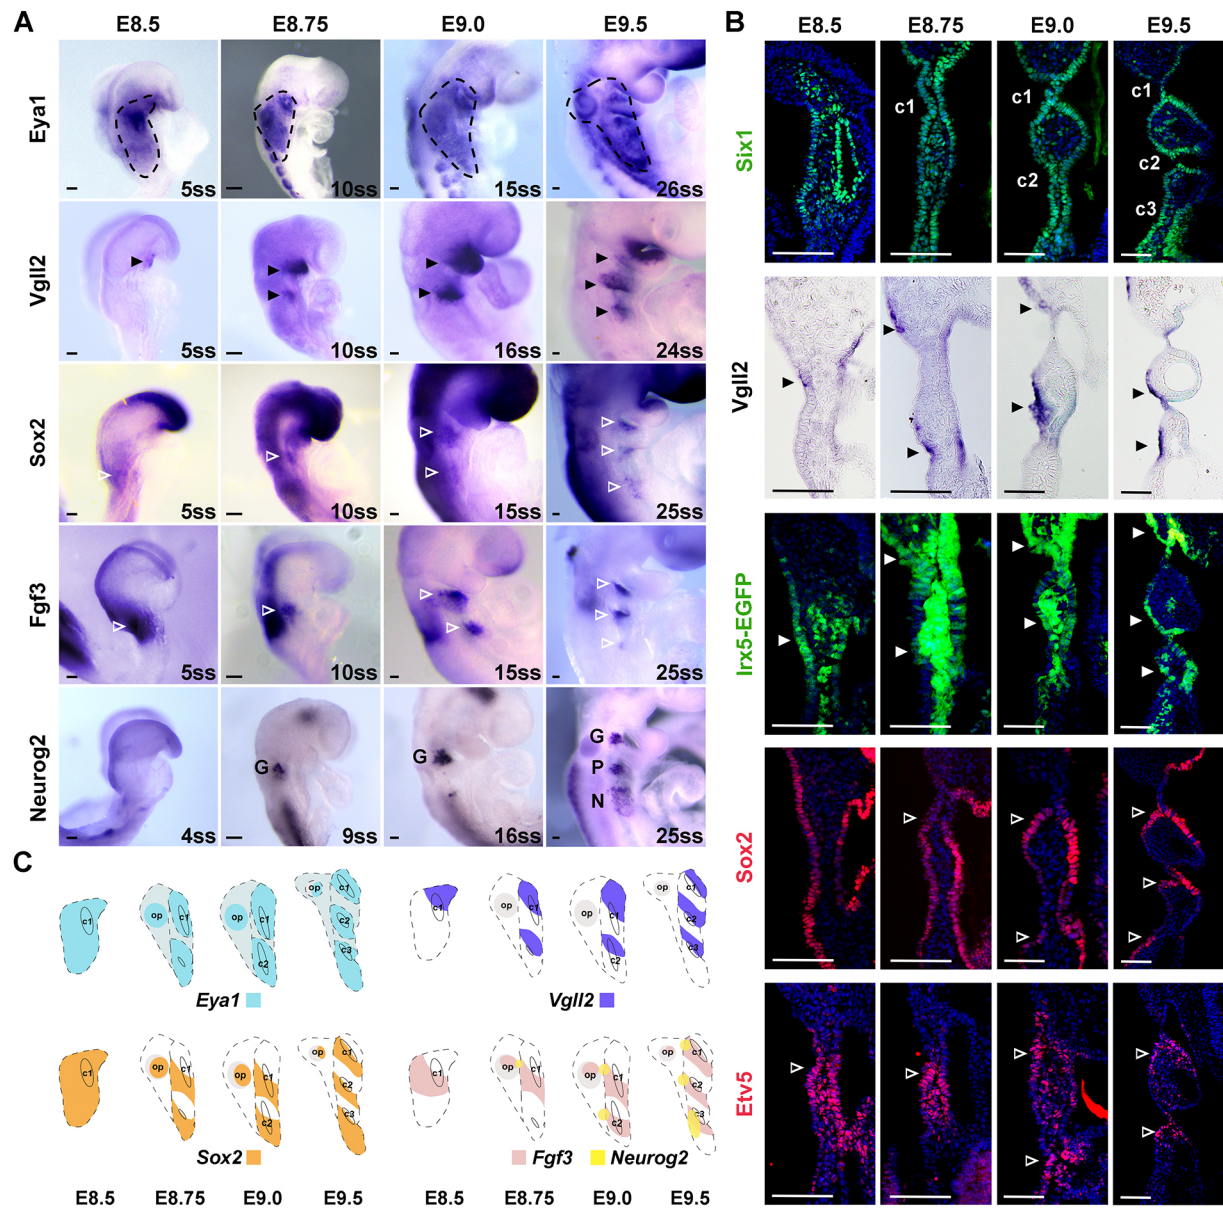 A
E8.5 E8.75 E9.0 E9.5
Eya1
5ss 10ss 15ss 26ss
Vgll2
5ss 10ss 16ss 24ss
Sox2
5ss 10ss 15ss 25ss
Fgf3
5ss 10ss 15ss 25ss
Neurog2
G G G P N
4ss 9ss 16ss 25ss
B
E8.5 E8.75 E9.0 E9.5
Six1
c1 c1 c2 c1 c2 c3
Vgll2
Irx5-EGFP
Sox2
Etv5
C
c1 op c1 op c1 c2 op c1 c2 c3
Eya1
c1 op c1 op c1 c2 op c1 c2 c3
Vgll2
c1 op c1 op c1 c2 op c1 c2 c3
Sox2
c1 op c1 op c1 c2 op c1 c2 c3
Fgf3 Neurog2
E8.5 E8.75 E9.0 E9.5 E8.5 E8.75 E9.0 E9.5